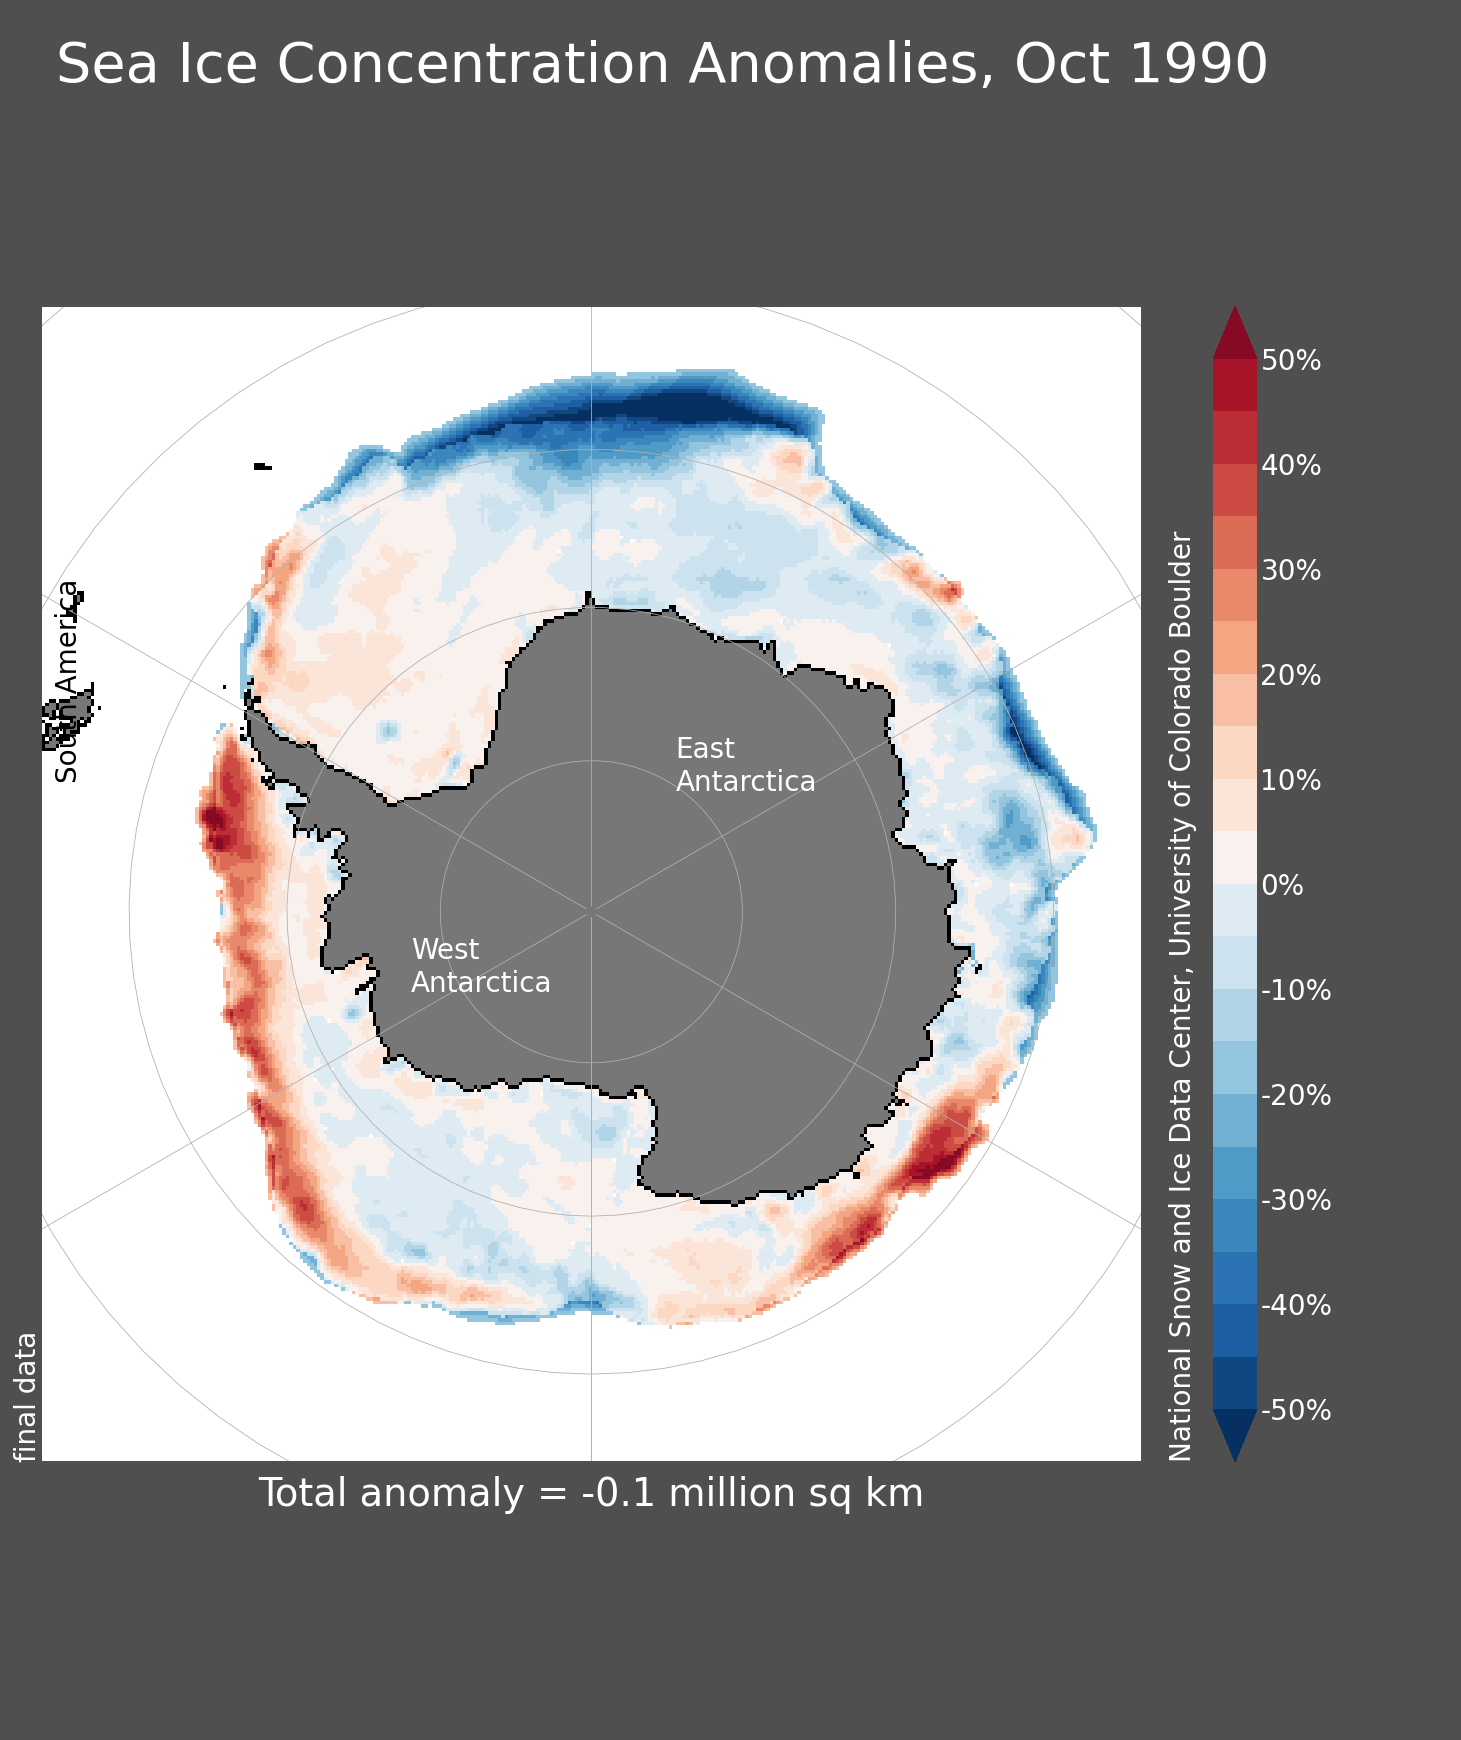 Sea Ice Concentration Anomalies, Oct 1990
South America
East
Antarctica
West
Antarctica
final data
National Snow and Ice Data Center, University of Colorado Boulder
50%
40%
30%
20%
10%
0%
-10%
-20%
-30%
-40%
-50%
Total anomaly = -0.1 million sq km